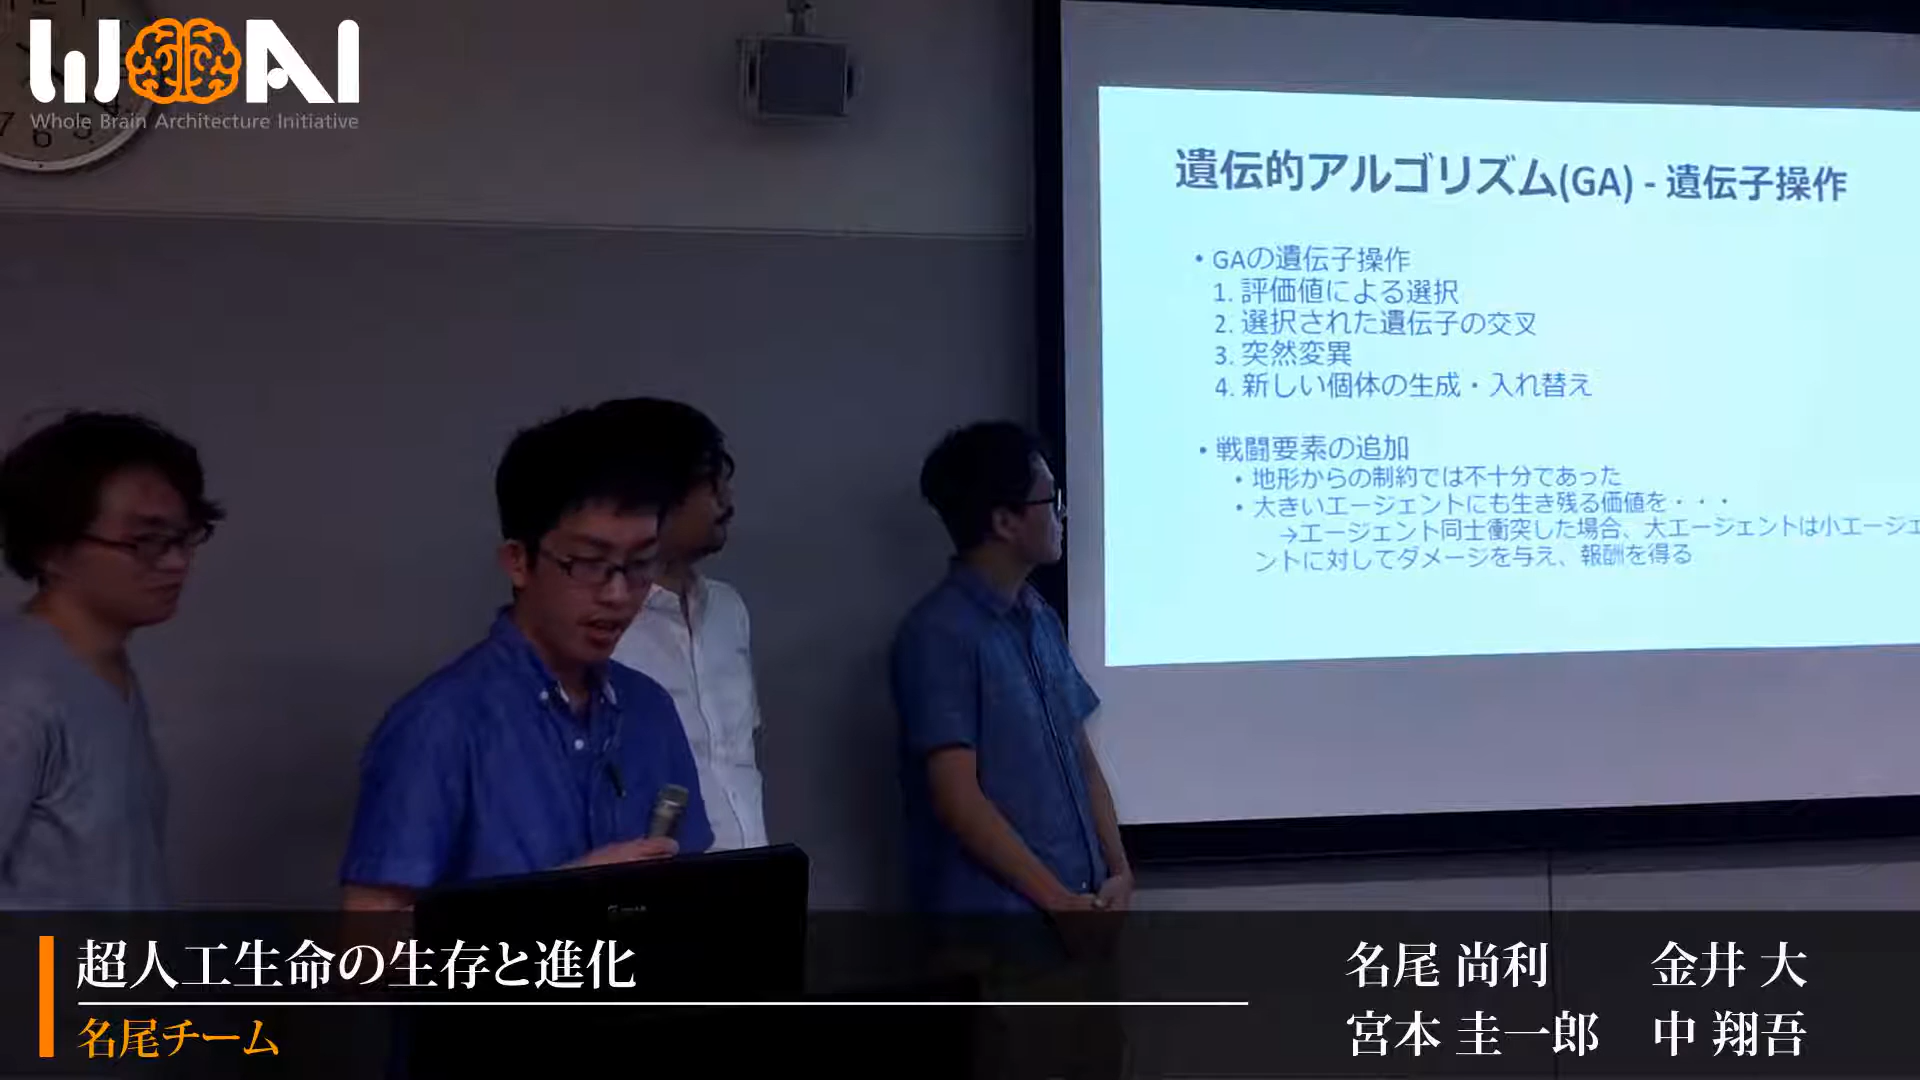 WBAI
Whole Brain Architecture Initiative
7 6 5 4
遺伝的アルゴリズム(GA) - 遺伝子操作
• GAの遺伝子操作
1. 評価値による選択
2. 選択された遺伝子の交叉
3. 突然変異
4. 新しい個体の生成・入れ替え
• 戦闘要素の追加
• 地形からの制約では不十分であった
• 大きいエージェントにも生き残る価値を・・・
→エージェント同士衝突した場合、大エージェントは小エージェ
ントに対してダメージを与え、報酬を得る
超人工生命の生存と進化
名尾チーム
名尾 尚利 金井 大
宮本 圭一郎 中 翔吾